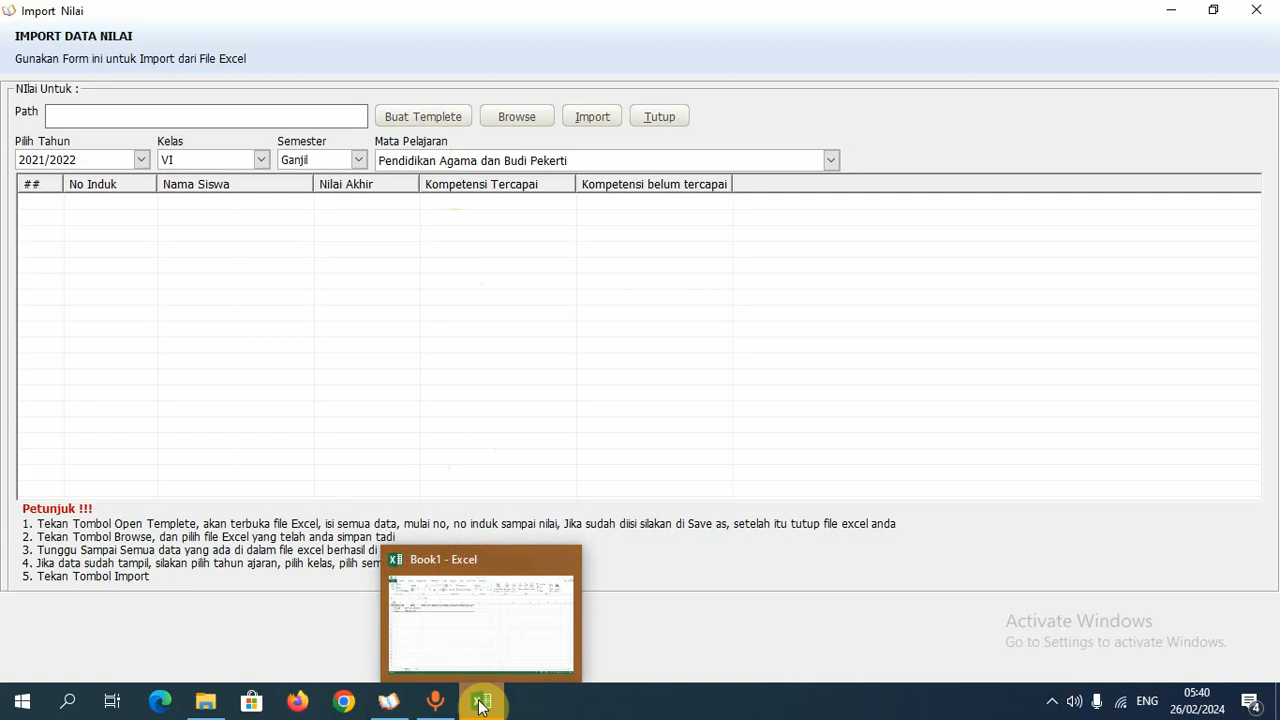 Import Nilai
IMPORT DATA NILAI
Gunakan Form ini untuk Import dari File Excel
NIlai Untuk :
Path
Buat Templete
Browse
Import
Tutup
Pilih Tahun
Kelas
Semester
Mata Pelajaran
2021/2022
VI
Ganjil
Pendidikan Agama dan Budi Pekerti
##
No Induk
Nama Siswa
Nilai Akhir
Kompetensi Tercapai
Kompetensi belum tercapai
Petunjuk !!!
1. Tekan Tombol Open Templete, akan terbuka file Excel, isi semua data, mulai no, no induk sampai nilai, Jika sudah diisi silakan di Save as, setelah itu tutup file excel anda
2. Tekan Tombol Browse, dan pilih file Excel yang telah anda simpan tadi
3. Tunggu Sampai Semua data yang ada di dalam file excel berhasil di
4. Jika data sudah tampil, silakan pilih tahun ajaran, pilih kelas, pilih sem
5. Tekan Tombol Import
Book1 - Excel
Activate Windows
Go to Settings to activate Windows.
ENG
05:40
26/02/2024
4